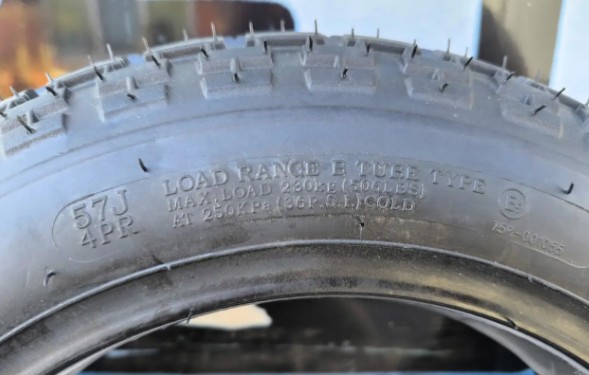 57J
4PR
LOAD RANGE B TUBE TYPE
MAX.LOAD 230KG (506LBS)
AT 250KPa (36P.S.I.) COLD